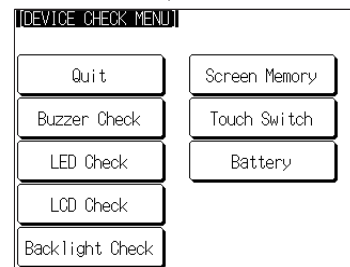 [DEVICE CHECK MENU]
Quit
Screen Memory
Buzzer Check
Touch Switch
LED Check
Battery
LCD Check
Backlight Check